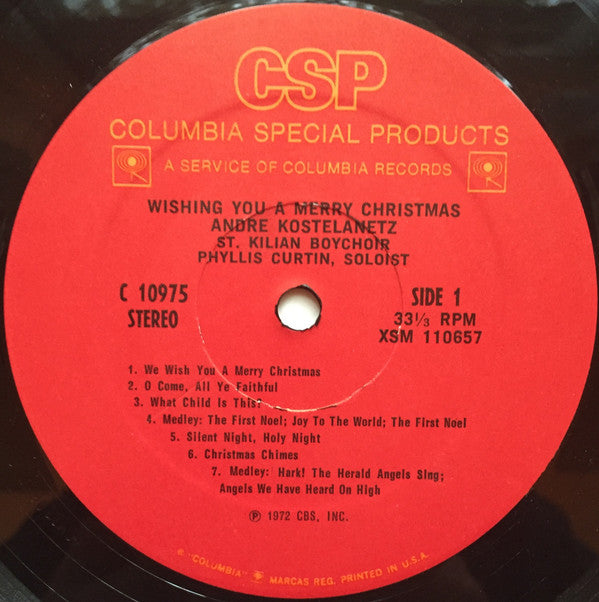 CSP
COLUMBIA SPECIAL PRODUCTS
A SERVICE OF COLUMBIA RECORDS
WISHING YOU A MERRY CHRISTMAS
ANDRE KOSTELANETZ
ST. KILIAN BOYCHOIR
PHYLLIS CURTIN, SOLOIST
C 10975
STEREO
SIDE 1
33⅓ RPM
XSM 110657
1. We Wish You A Merry Christmas
2. O Come, All Ye Faithful
3. What Child Is This?
4. Medley: The First Noel; Joy To The World; The First Noel
5. Silent Night, Holy Night
6. Christmas Chimes
7. Medley: Hark! The Herald Angels Sing;
Angels We Have Heard On High
℗ 1972 CBS, INC.
® "COLUMBIA" MARCAS REG. PRINTED IN U.S.A.